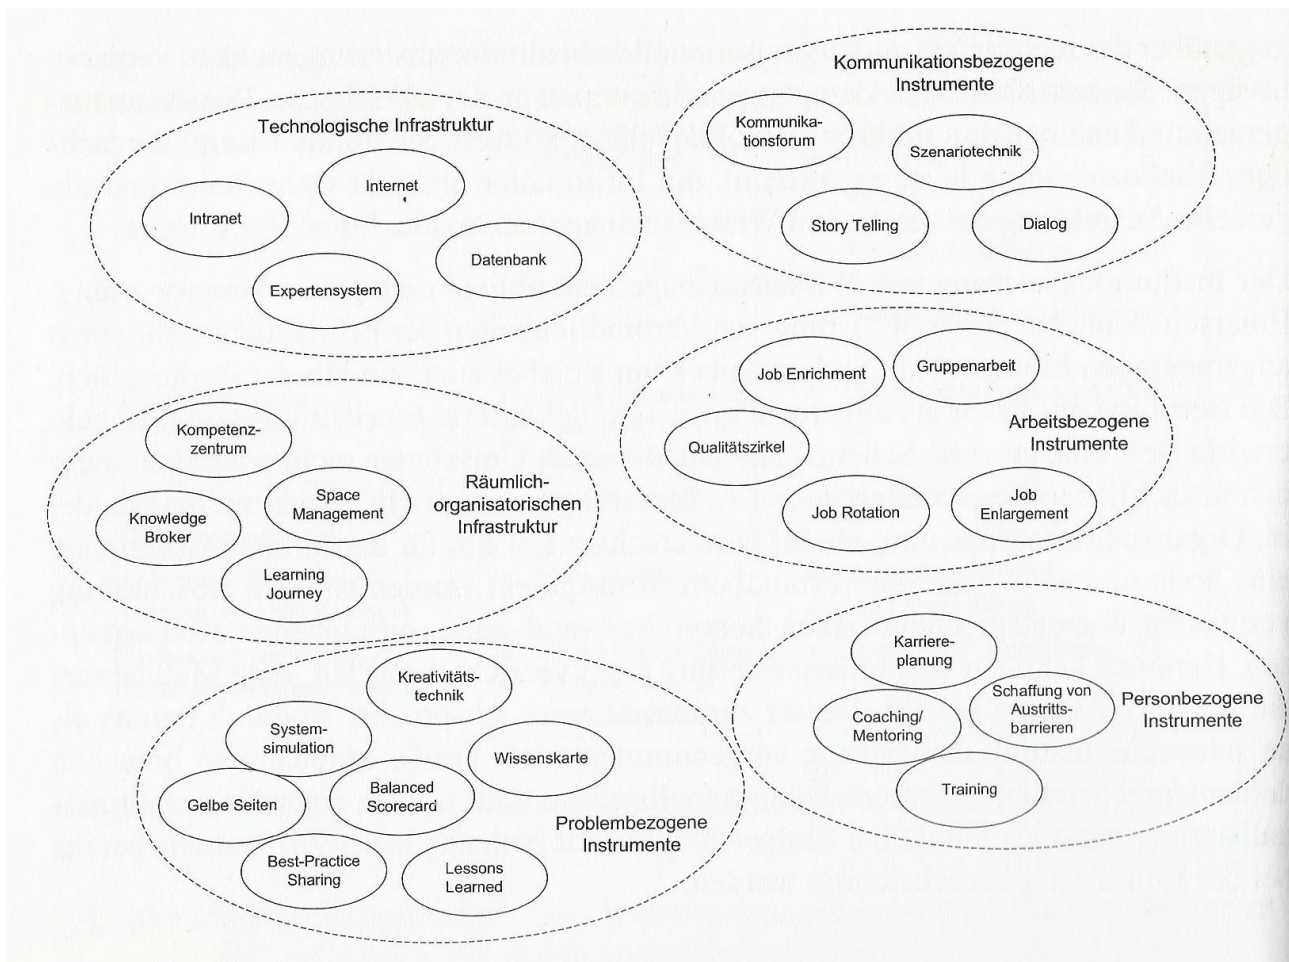 Technologische Infrastruktur
Internet
Intranet
Datenbank
Expertensystem
Kommunikationsbezogene
Instrumente
Kommunika-
tionsforum
Szenariotechnik
Story Telling
Dialog
Kompetenz-
zentrum
Space
Management
Knowledge
Broker
Learning
Journey
Räumlich-
organisatorischen
Infrastruktur
Job Enrichment
Gruppenarbeit
Qualitätszirkel
Arbeitsbezogene
Instrumente
Job Rotation
Job
Enlargement
Kreativitäts-
technik
System-
simulation
Wissenskarte
Gelbe Seiten
Balanced
Scorecard
Problembezogene
Instrumente
Best-Practice
Sharing
Lessons
Learned
Karriere-
planung
Schaffung von
Austritts-
barrieren
Personbezogene
Instrumente
Coaching/
Mentoring
Training